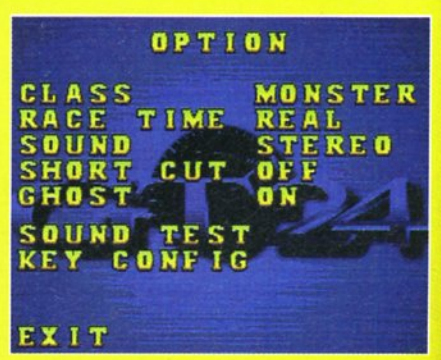 OPTION
CLASS MONSTER
RACE TIME REAL
SOUND STEREO
SHORT CUT OFF
GHOST ON
SOUND TEST
KEY CONFIG
EXIT